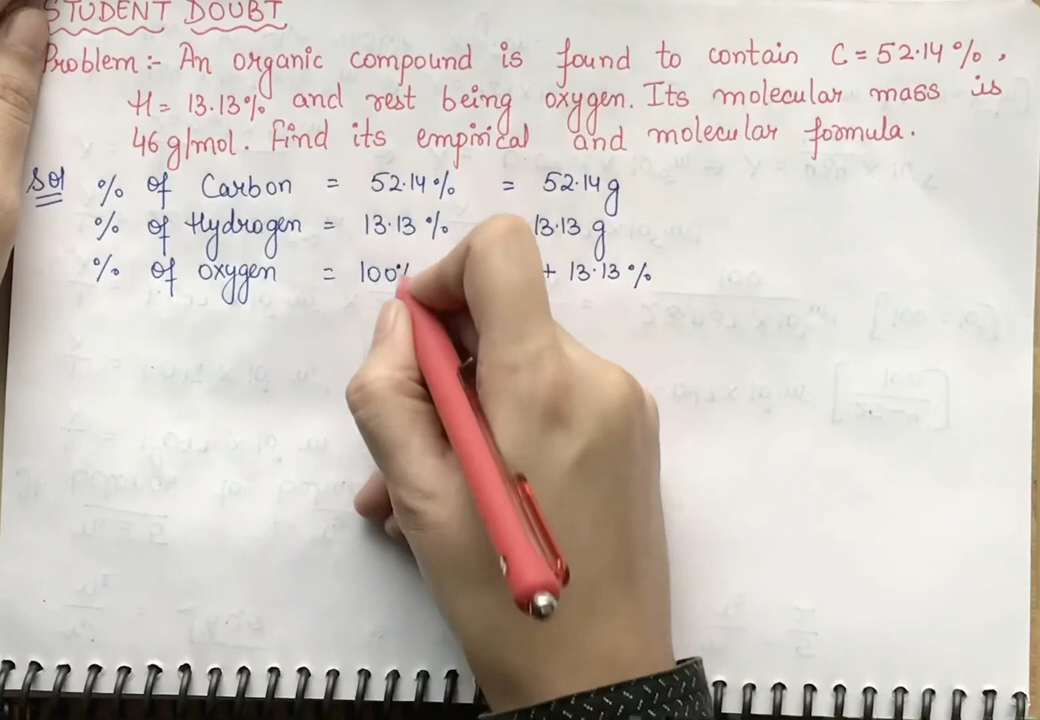 STUDENT DOUBT
Problem:- An organic compound is found to contain C = 52.14%,
H = 13.13% and rest being oxygen. Its molecular mass is
46 g/mol. Find its empirical and molecular formula.
Sol % of Carbon = 52.14% = 52.14g
% of Hydrogen = 13.13% 13.13 g
% of oxygen = 100% + 13.13%